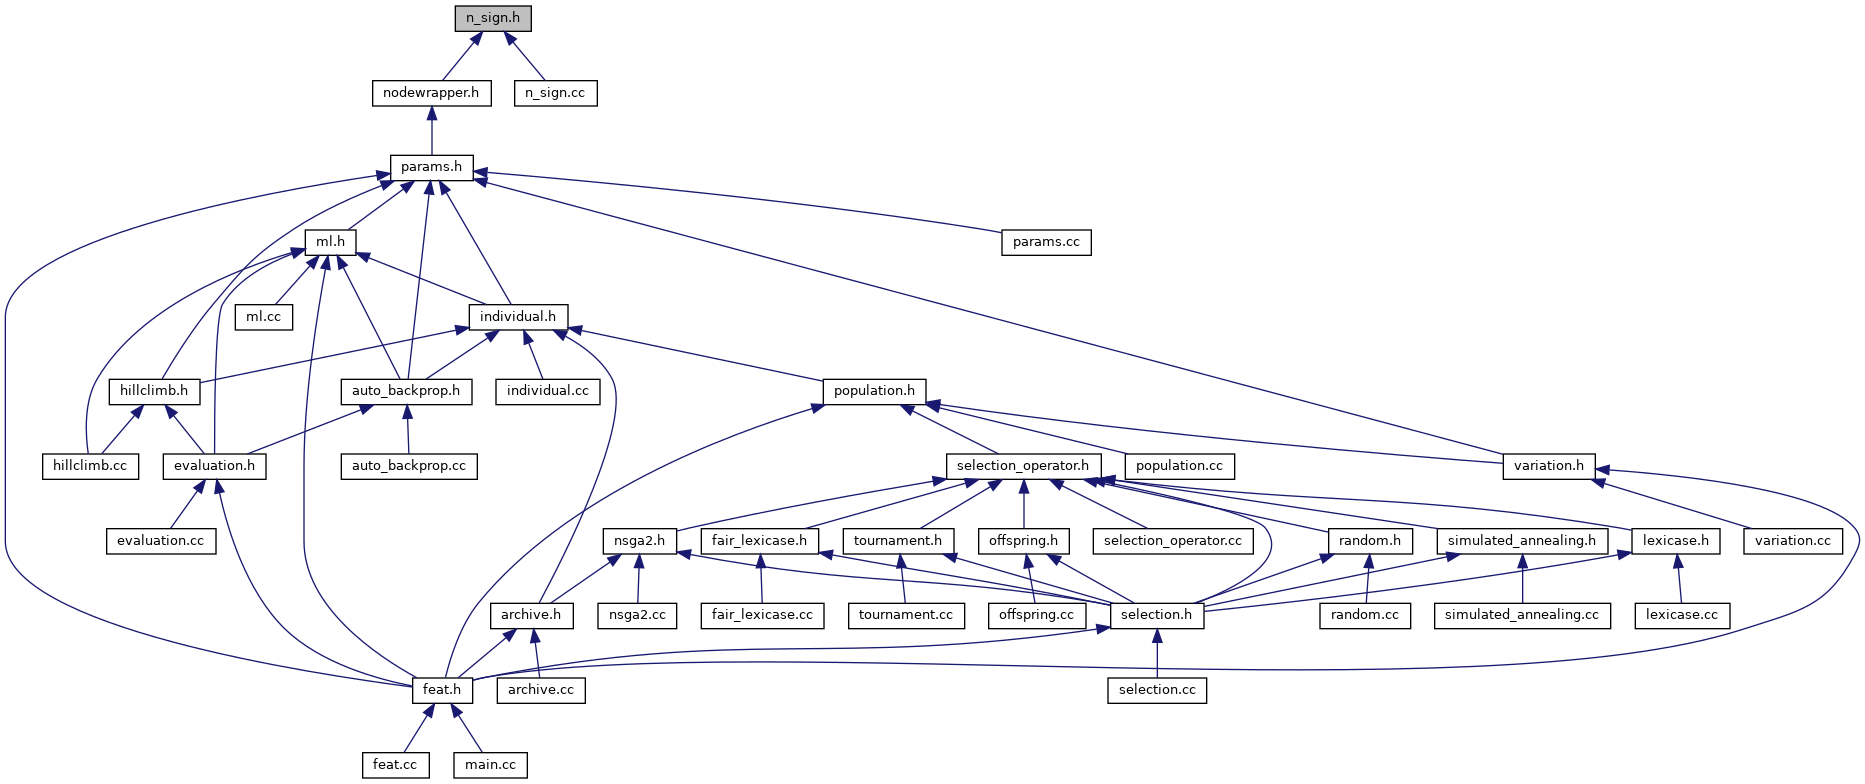 n_sign.h
nodewrapper.h
n_sign.cc
params.h
ml.h
params.cc
ml.cc
individual.h
hillclimb.h
auto_backprop.h
individual.cc
population.h
hillclimb.cc
evaluation.h
auto_backprop.cc
selection_operator.h
population.cc
variation.h
evaluation.cc
nsga2.h
fair_lexicase.h
tournament.h
offspring.h
selection_operator.cc
random.h
simulated_annealing.h
lexicase.h
variation.cc
archive.h
nsga2.cc
fair_lexicase.cc
tournament.cc
offspring.cc
selection.h
random.cc
simulated_annealing.cc
lexicase.cc
feat.h
archive.cc
selection.cc
feat.cc
main.cc